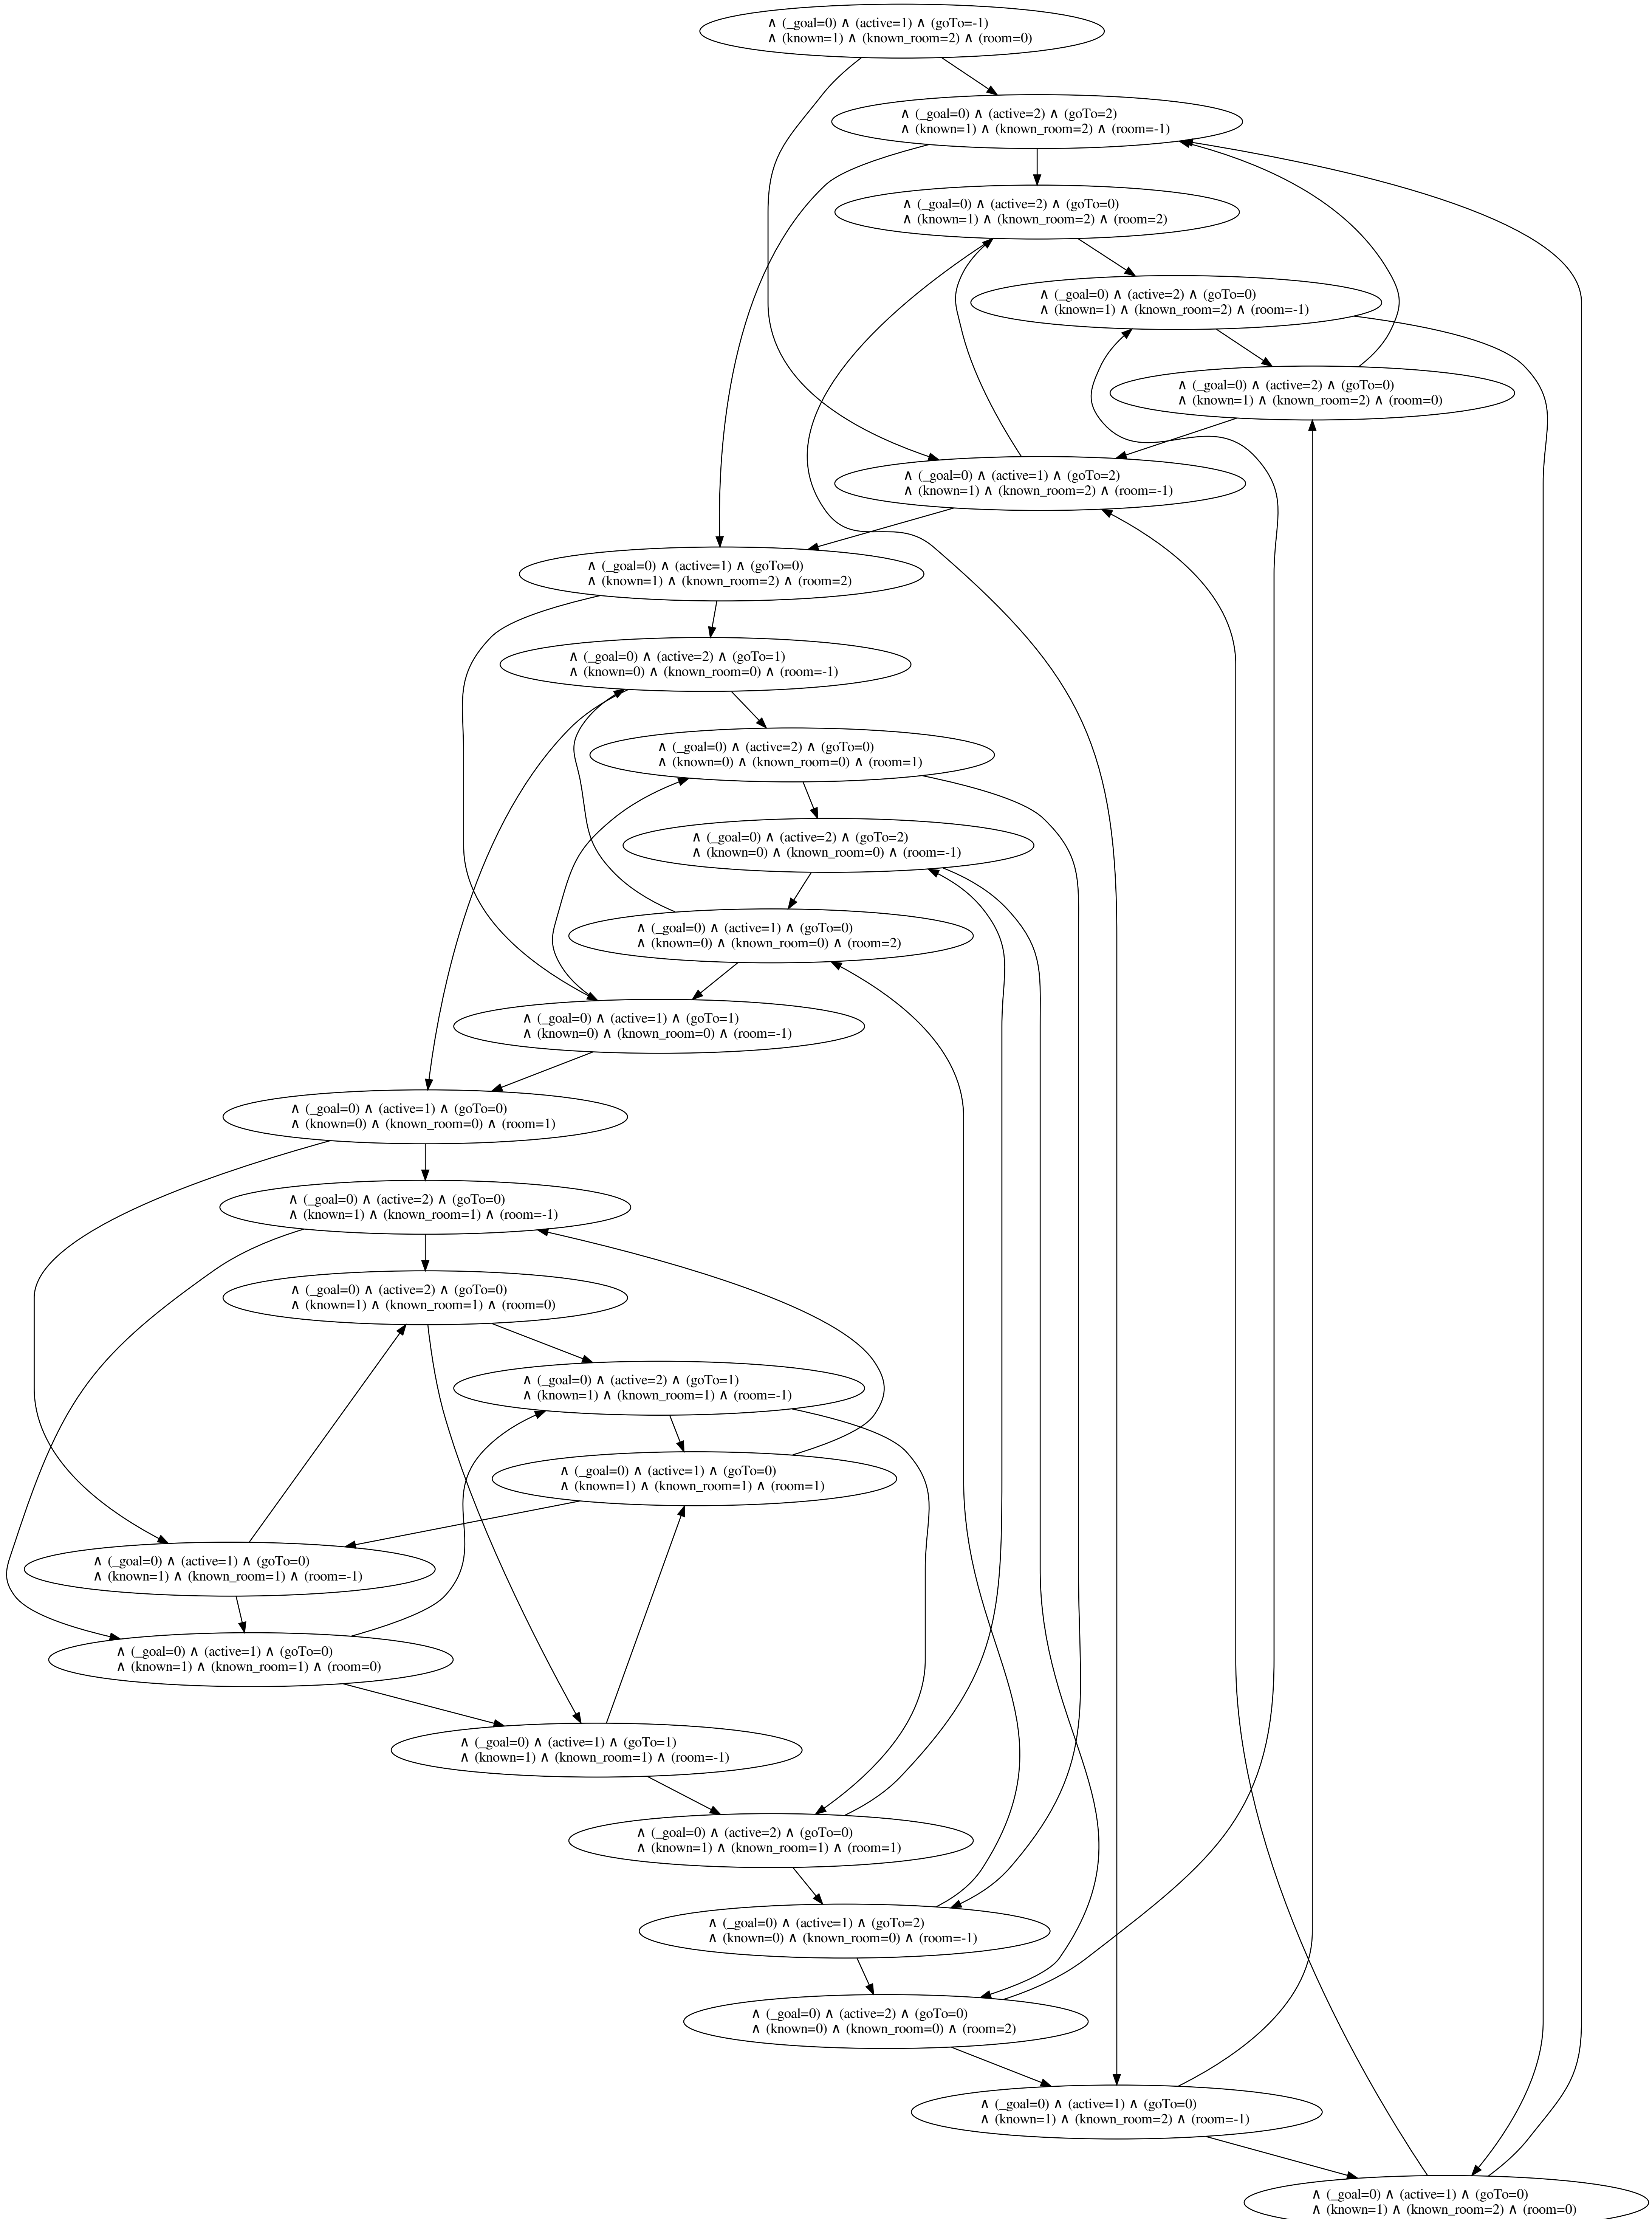 ∧ (_goal=0) ∧ (active=1) ∧ (goTo=-1)
∧ (known=1) ∧ (known_room=2) ∧ (room=0)
∧ (_goal=0) ∧ (active=2) ∧ (goTo=2)
∧ (known=1) ∧ (known_room=2) ∧ (room=-1)
∧ (_goal=0) ∧ (active=2) ∧ (goTo=0)
∧ (known=1) ∧ (known_room=2) ∧ (room=2)
∧ (_goal=0) ∧ (active=2) ∧ (goTo=0)
∧ (known=1) ∧ (known_room=2) ∧ (room=-1)
∧ (_goal=0) ∧ (active=2) ∧ (goTo=0)
∧ (known=1) ∧ (known_room=2) ∧ (room=0)
∧ (_goal=0) ∧ (active=1) ∧ (goTo=2)
∧ (known=1) ∧ (known_room=2) ∧ (room=-1)
∧ (_goal=0) ∧ (active=1) ∧ (goTo=0)
∧ (known=1) ∧ (known_room=2) ∧ (room=2)
∧ (_goal=0) ∧ (active=2) ∧ (goTo=1)
∧ (known=0) ∧ (known_room=0) ∧ (room=-1)
∧ (_goal=0) ∧ (active=2) ∧ (goTo=0)
∧ (known=0) ∧ (known_room=0) ∧ (room=1)
∧ (_goal=0) ∧ (active=2) ∧ (goTo=2)
∧ (known=0) ∧ (known_room=0) ∧ (room=-1)
∧ (_goal=0) ∧ (active=1) ∧ (goTo=0)
∧ (known=0) ∧ (known_room=0) ∧ (room=2)
∧ (_goal=0) ∧ (active=1) ∧ (goTo=1)
∧ (known=0) ∧ (known_room=0) ∧ (room=-1)
∧ (_goal=0) ∧ (active=1) ∧ (goTo=0)
∧ (known=0) ∧ (known_room=0) ∧ (room=1)
∧ (_goal=0) ∧ (active=2) ∧ (goTo=0)
∧ (known=1) ∧ (known_room=1) ∧ (room=-1)
∧ (_goal=0) ∧ (active=2) ∧ (goTo=0)
∧ (known=1) ∧ (known_room=1) ∧ (room=0)
∧ (_goal=0) ∧ (active=2) ∧ (goTo=1)
∧ (known=1) ∧ (known_room=1) ∧ (room=-1)
∧ (_goal=0) ∧ (active=1) ∧ (goTo=0)
∧ (known=1) ∧ (known_room=1) ∧ (room=1)
∧ (_goal=0) ∧ (active=1) ∧ (goTo=0)
∧ (known=1) ∧ (known_room=1) ∧ (room=-1)
∧ (_goal=0) ∧ (active=1) ∧ (goTo=0)
∧ (known=1) ∧ (known_room=1) ∧ (room=0)
∧ (_goal=0) ∧ (active=1) ∧ (goTo=1)
∧ (known=1) ∧ (known_room=1) ∧ (room=-1)
∧ (_goal=0) ∧ (active=2) ∧ (goTo=0)
∧ (known=1) ∧ (known_room=1) ∧ (room=1)
∧ (_goal=0) ∧ (active=1) ∧ (goTo=2)
∧ (known=0) ∧ (known_room=0) ∧ (room=-1)
∧ (_goal=0) ∧ (active=2) ∧ (goTo=0)
∧ (known=0) ∧ (known_room=0) ∧ (room=2)
∧ (_goal=0) ∧ (active=1) ∧ (goTo=0)
∧ (known=1) ∧ (known_room=2) ∧ (room=-1)
∧ (_goal=0) ∧ (active=1) ∧ (goTo=0)
∧ (known=1) ∧ (known_room=2) ∧ (room=0)